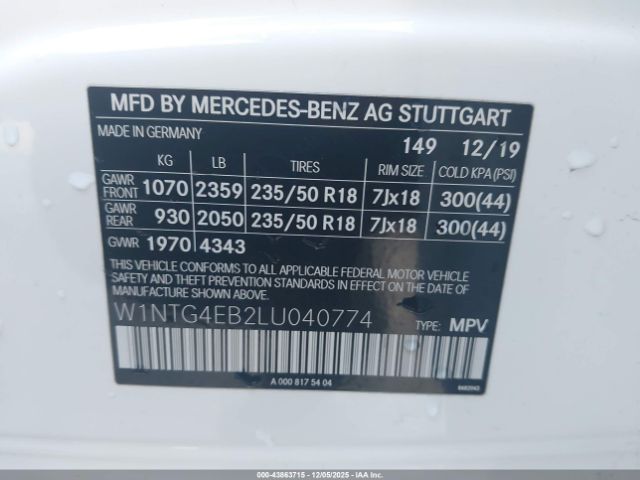 MFD BY MERCEDES-BENZ AG STUTTGART
MADE IN GERMANY 149 12/19
KG LB TIRES RIM SIZE COLD KPA (PSI)
GAWR FRONT 1070 2359 235/50 R18 7Jx18 300(44)
GAWR REAR 930 2050 235/50 R18 7Jx18 300(44)
GVWR 1970 4343
THIS VEHICLE CONFORMS TO ALL APPLICABLE FEDERAL MOTOR VEHICLE
SAFETY AND THEFT PREVENTION STANDARDS IN EFFECT ON THE DATE OF
MANUFACTURE SHOWN ABOVE.
W1NTG4EB2LU040774 TYPE: MPV
A 000 817 54 04
000-43863715 - 12/05/2025 - IAAI.COM